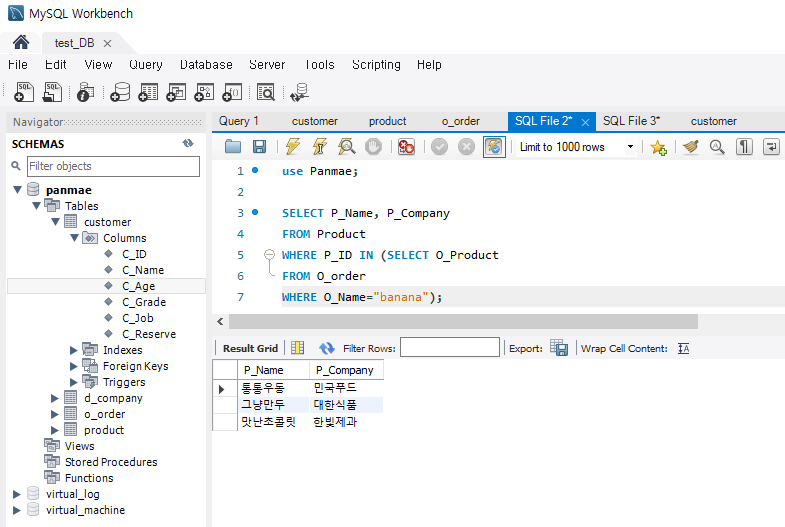 MySQL Workbench
test_DB
File Edit View Query Database Server Tools Scripting Help
Navigator
SCHEMAS
Filter objects
panmae
Tables
customer
Columns
C_ID
C_Name
C_Age
C_Grade
C_Job
C_Reserve
Indexes
Foreign Keys
Triggers
d_company
o_order
product
Views
Stored Procedures
Functions
virtual_log
virtual_machine
Query 1 customer product o_order SQL File 2* SQL File 3* customer
Limit to 1000 rows
1 use Panmae;
2
3 SELECT P_Name, P_Company
4 FROM Product
5 WHERE P_ID IN (SELECT O_Product
6 FROM O_order
7 WHERE O_Name="banana");
Result Grid Filter Rows: Export: Wrap Cell Content:
P_Name P_Company
통통우동 민국푸드
그냥만두 대한식품
맛난초콜릿 한빛제과